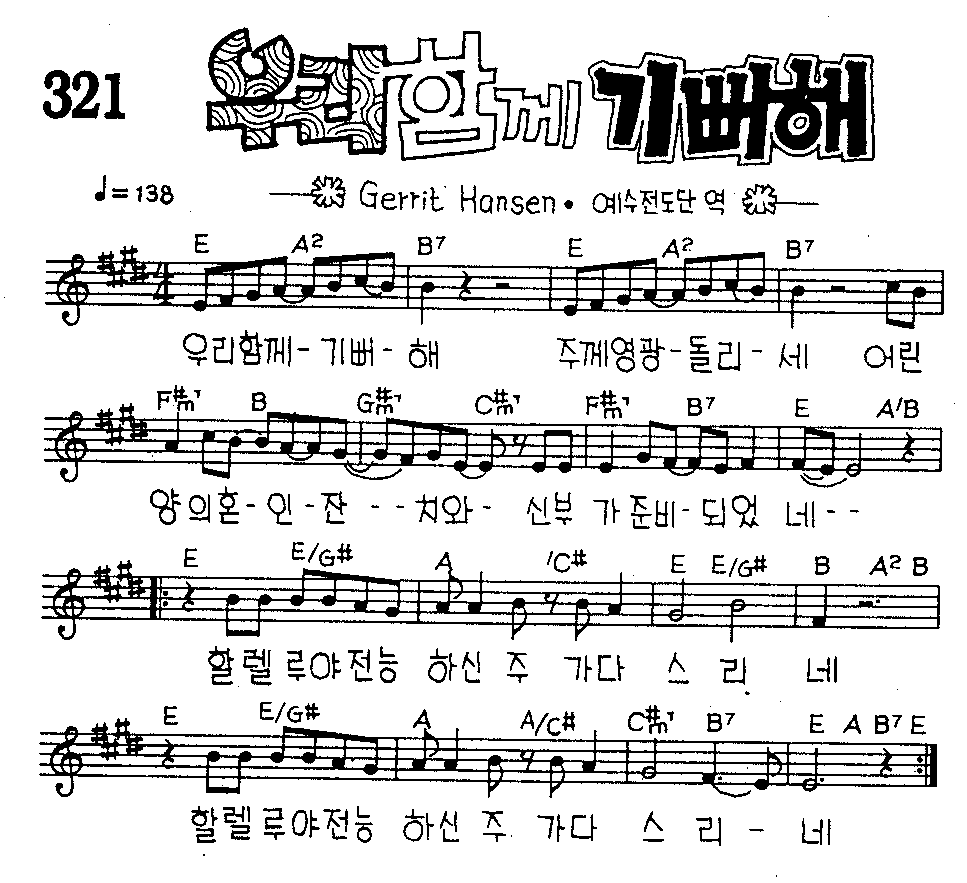 321 우리함께 기뻐해
♩=138 Gerrit Hansen • 예수전도단 역
E A2 B7 E A2 B7
4/4
우리함께- 기뻐- 해 주께영광-돌리- 세 어린
F#m7 B G#m7 C#m7 F#m7 B7 E A/B
양의혼-인-잔 - - 치와- 신부 가 준비-되었 네 - -
E E/G# A /C# E E/G# B A2 B
할렐 루야전능 하신 주 가다 스 리 네
E E/G# A A/C# C#m7 B7 E A B7 E
할렐 루야전능 하신 주 가다 스 리 - 네